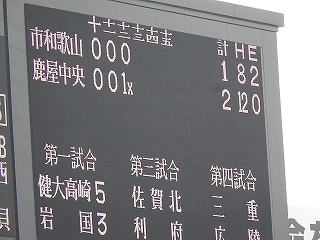 十 十一 十二 十三 十四 十五 計 H E
市和歌山 0 0 0 1 8 2
鹿屋中央 0 0 1x 2 12 0
第一試合 第三試合 第四試合
健大高崎 5 佐賀北 三重
岩国 3 利府 広陵